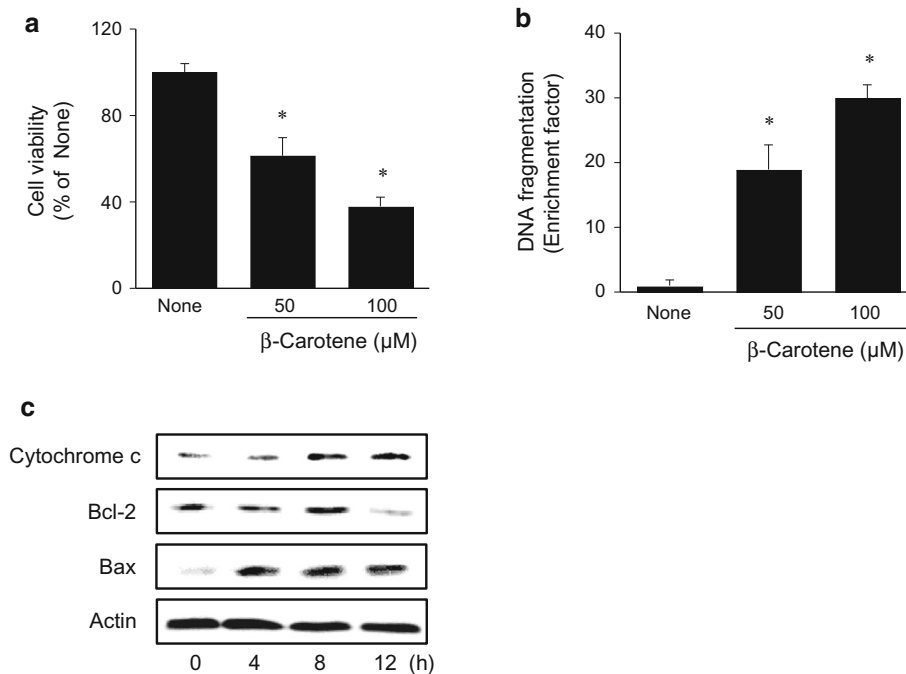 a
120
80
40
0
Cell viability
(% of None)
*
*
None
50
100
β-Carotene (µM)
b
40
30
20
10
0
DNA fragmentation
(Enrichment factor)
*
*
None
50
100
β-Carotene (µM)
c
Cytochrome c
Bcl-2
Bax
Actin
0 4 8 12 (h)